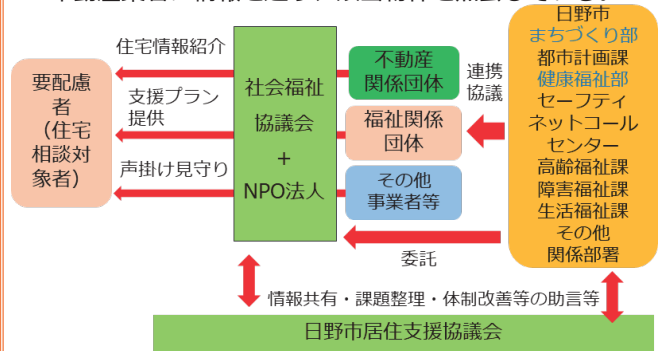 住宅情報紹介
支援プラン
提供
声掛け見守り
要配慮
者
（住宅
相談対
象者）
社会福祉
協議会
+
NPO法人
不動産
関係団体
福祉関係
団体
その他
事業者等
連携
協議
委託
日野市
まちづくり部
都市計画課
健康福祉部
セーフティ
ネットコール
センター
高齢福祉課
障害福祉課
生活福祉課
その他
関係部署
情報共有・課題整理・体制改善等の助言等
日野市居住支援協議会